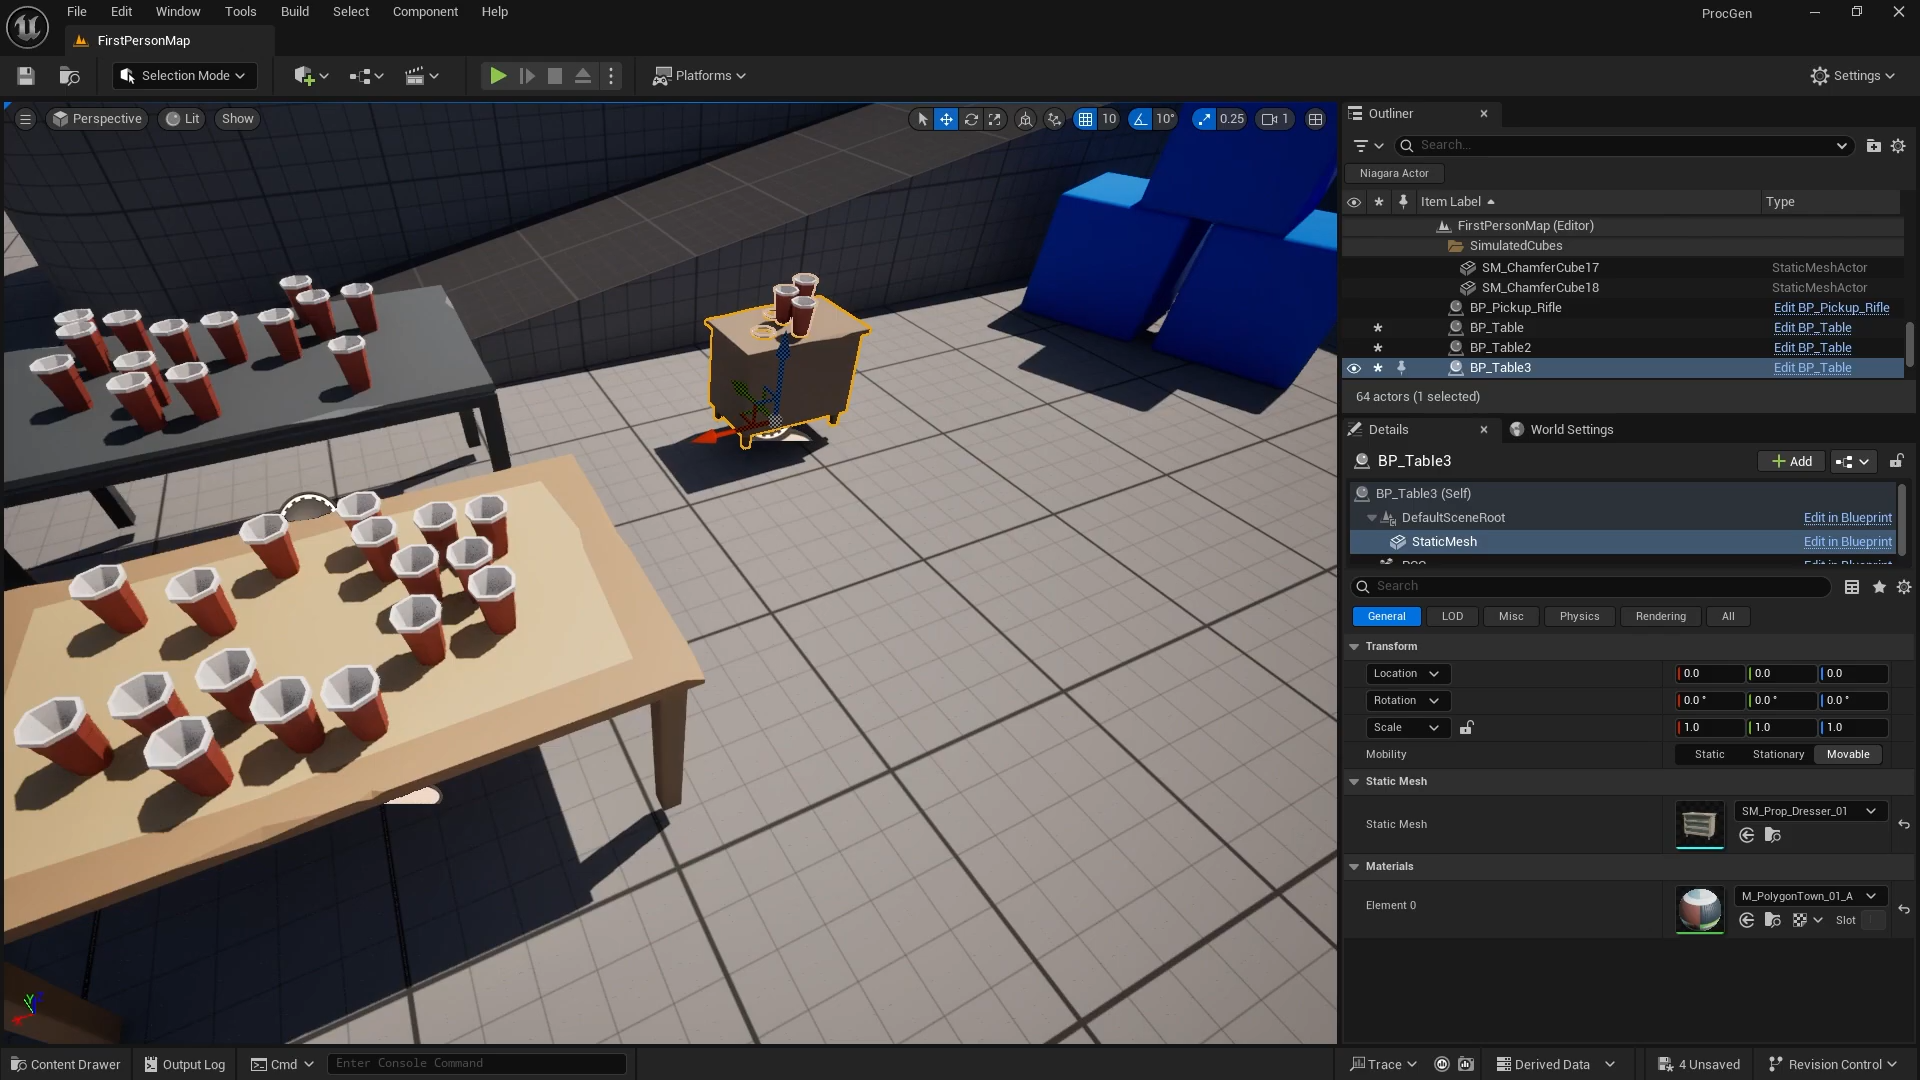 File Edit Window Tools Build Select Component Help
ProcGen
FirstPersonMap
Selection Mode
Platforms
Settings
Perspective
Lit
Show
10
10°
0.25
1
Outliner
Search...
Niagara Actor
Item Label
Type
FirstPersonMap (Editor)
SimulatedCubes
SM_ChamferCube17 StaticMeshActor
SM_ChamferCube18 StaticMeshActor
BP_Pickup_Rifle Edit BP_Pickup_Rifle
BP_Table Edit BP_Table
BP_Table2 Edit BP_Table
BP_Table3 Edit BP_Table
64 actors (1 selected)
Details
World Settings
BP_Table3
Add
BP_Table3 (Self)
DefaultSceneRoot Edit in Blueprint
StaticMesh Edit in Blueprint
Search
General LOD Misc Physics Rendering All
Transform
Location 0.0 0.0 0.0
Rotation 0.0° 0.0° 0.0°
Scale 1.0 1.0 1.0
Mobility Static Stationary Movable
Static Mesh
Static Mesh SM_Prop_Dresser_01
Materials
Element 0 M_PolygonTown_01_A
Slot
Content Drawer
Output Log
Cmd
Enter Console Command
Trace
Derived Data
4 Unsaved
Revision Control